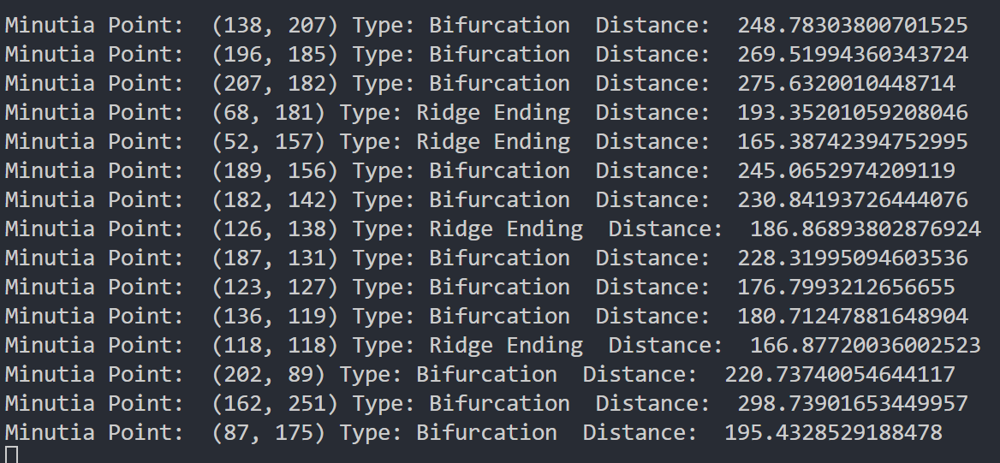 Minutia Point:  (138, 207) Type: Bifurcation  Distance:  248.78303800701525
Minutia Point:  (196, 185) Type: Bifurcation  Distance:  269.51994360343724
Minutia Point:  (207, 182) Type: Bifurcation  Distance:  275.6320010448714
Minutia Point:  (68, 181) Type: Ridge Ending  Distance:  193.35201059208046
Minutia Point:  (52, 157) Type: Ridge Ending  Distance:  165.38742394752995
Minutia Point:  (189, 156) Type: Bifurcation  Distance:  245.0652974209119
Minutia Point:  (182, 142) Type: Bifurcation  Distance:  230.84193726444076
Minutia Point:  (126, 138) Type: Ridge Ending  Distance:  186.86893802876924
Minutia Point:  (187, 131) Type: Bifurcation  Distance:  228.31995094603536
Minutia Point:  (123, 127) Type: Bifurcation  Distance:  176.7993212656655
Minutia Point:  (136, 119) Type: Bifurcation  Distance:  180.71247881648904
Minutia Point:  (118, 118) Type: Ridge Ending  Distance:  166.87720036002523
Minutia Point:  (202, 89) Type: Bifurcation  Distance:  220.73740054644117
Minutia Point:  (162, 251) Type: Bifurcation  Distance:  298.73901653449957
Minutia Point:  (87, 175) Type: Bifurcation  Distance:  195.4328529188478